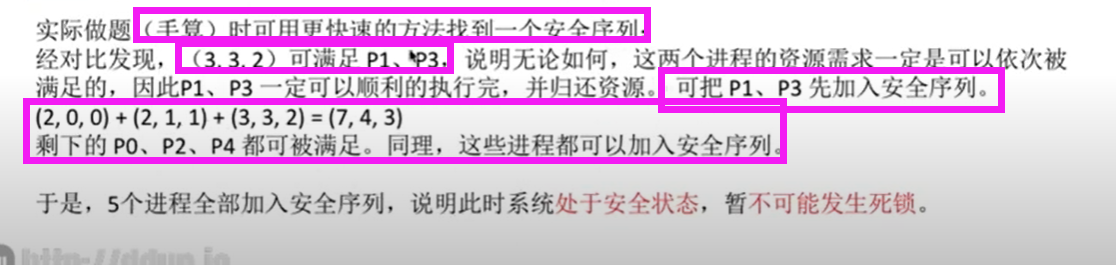 实际做题（手算）时可用更快速的方法找到一个安全序列.
经对比发现，（3, 3, 2）可满足 P1、P3，说明无论如何，这两个进程的资源需求一定是可以依次被
满足的，因此P1、P3 一定可以顺利的执行完，并归还资源。可把 P1、P3 先加入安全序列。
(2, 0, 0) + (2, 1, 1) + (3, 3, 2) = (7, 4, 3)
剩下的 P0、P2、P4 都可被满足。同理，这些进程都可以加入安全序列。
于是，5个进程全部加入安全序列，说明此时系统处于安全状态，暂不可能发生死锁。